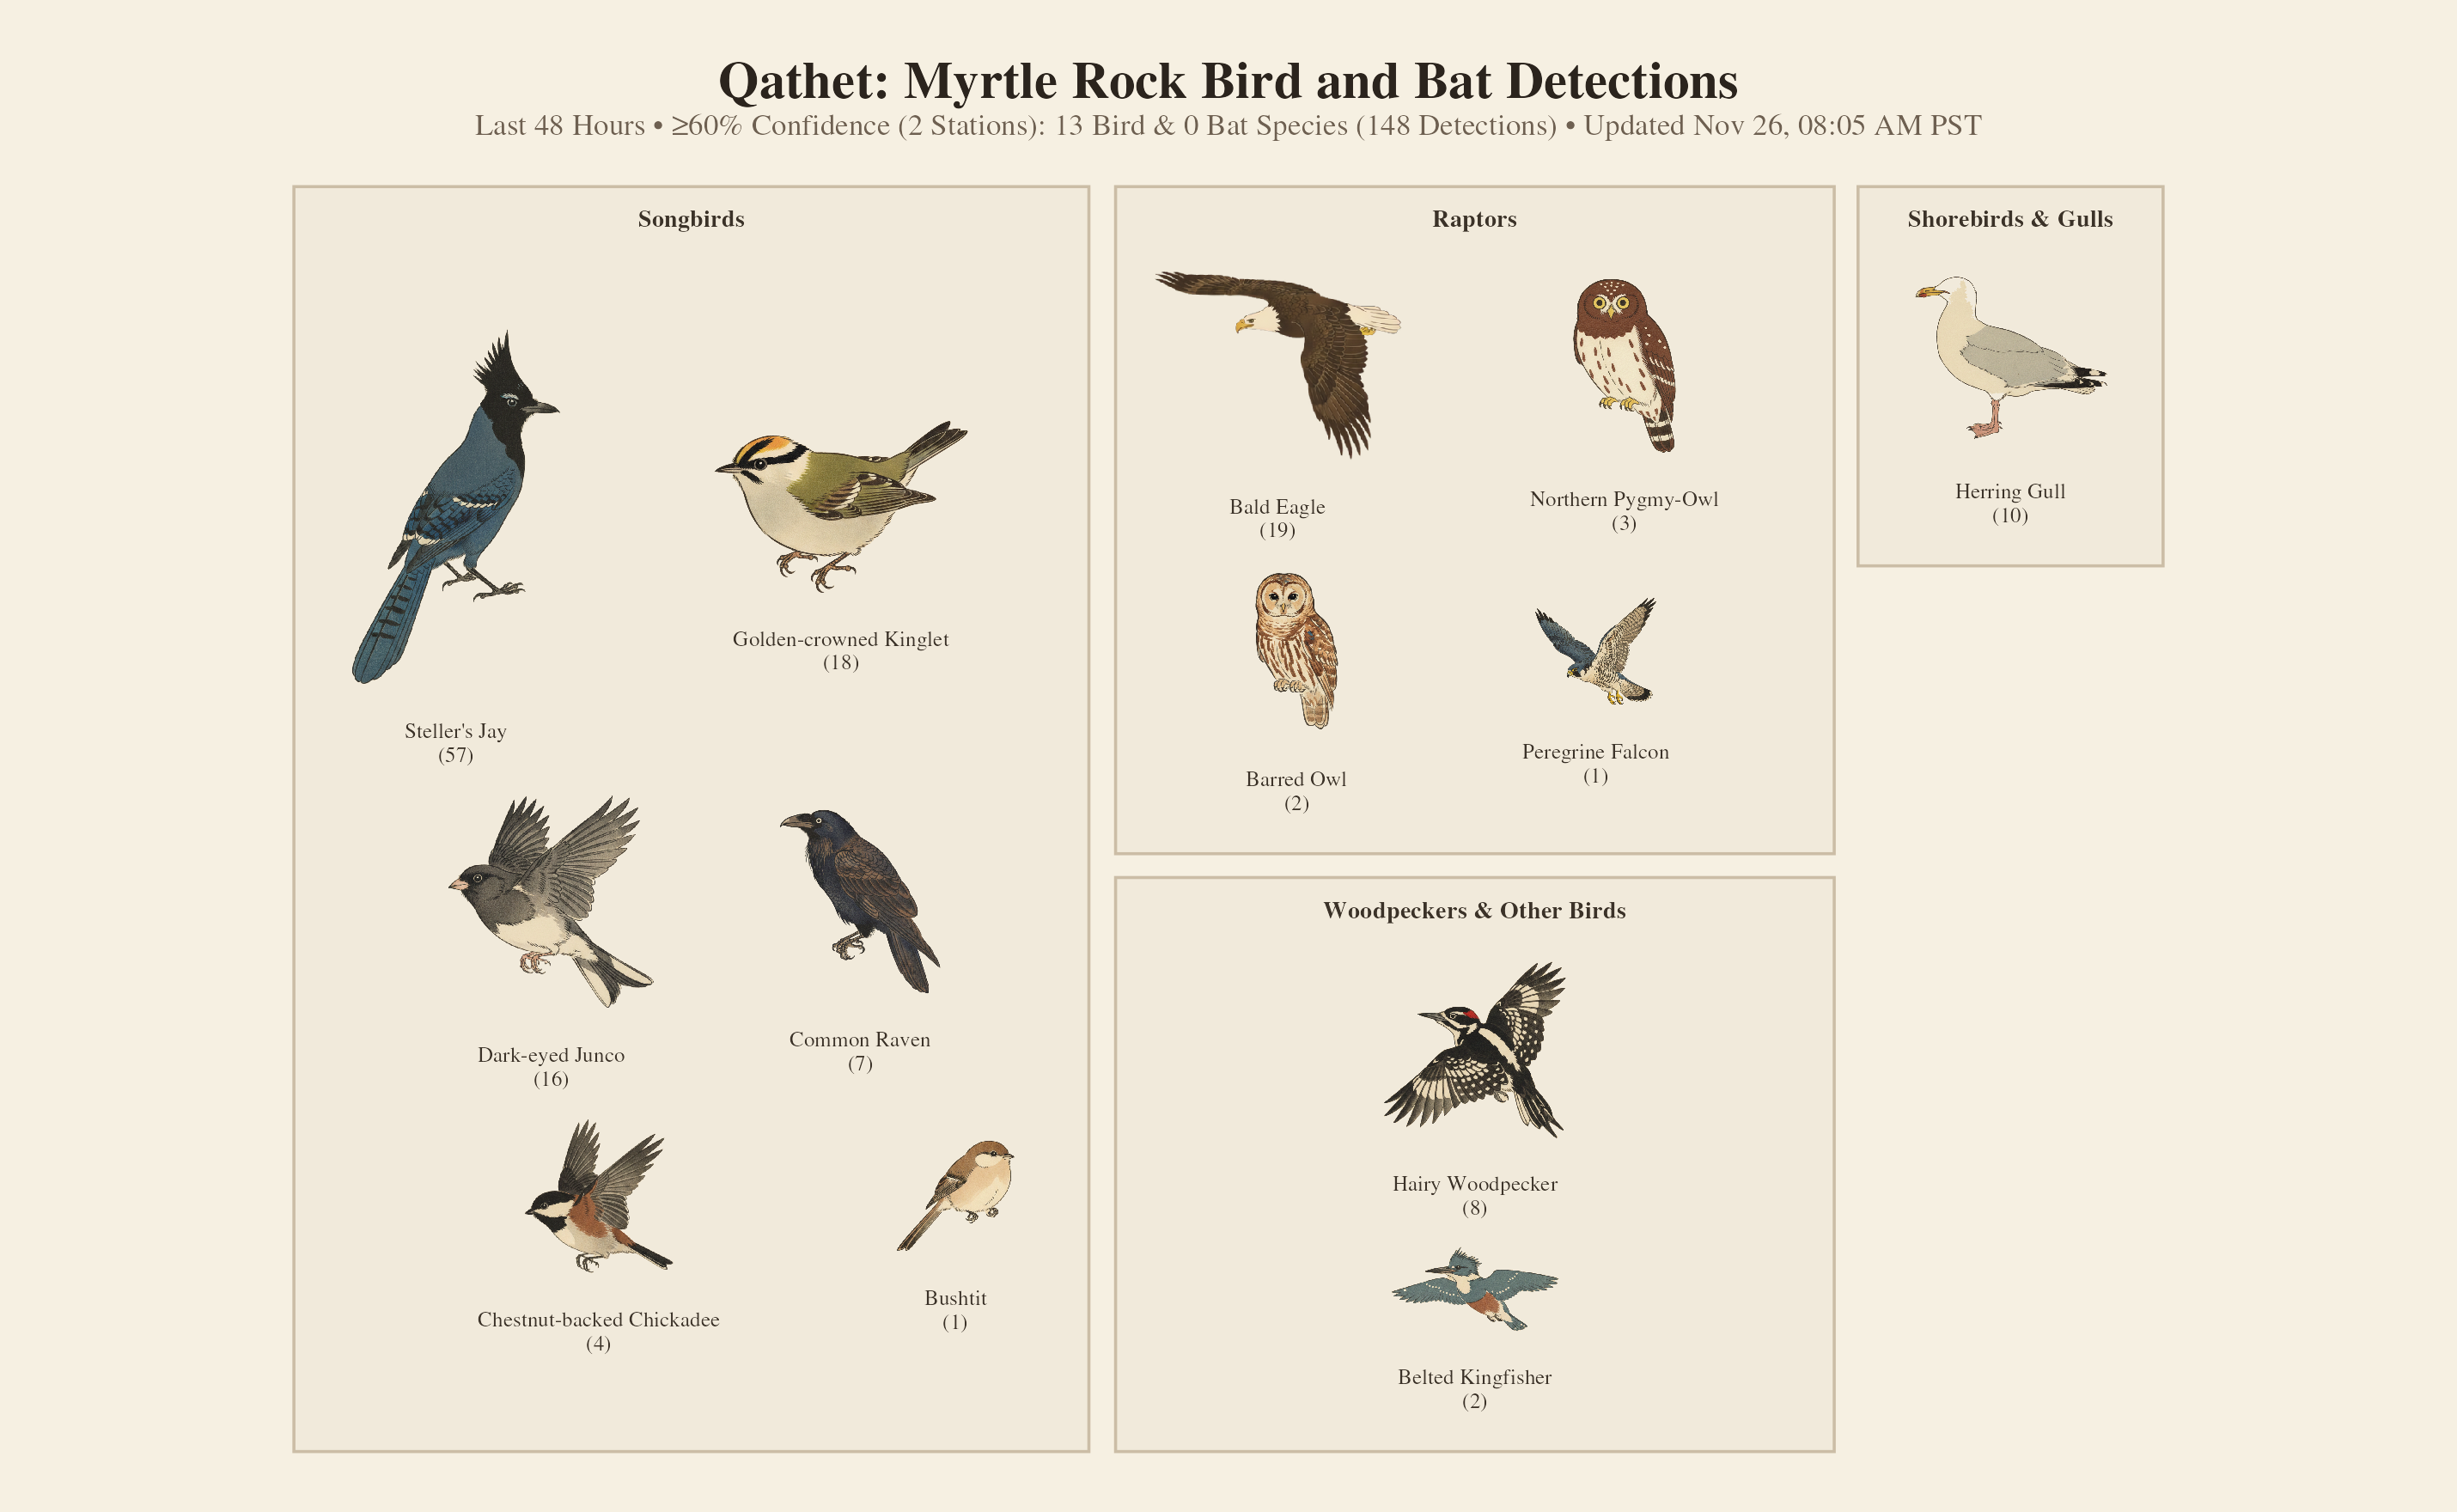 Qathet: Myrtle Rock Bird and Bat Detections
Last 48 Hours • ≥60% Confidence (2 Stations): 13 Bird & 0 Bat Species (148 Detections) • Updated Nov 26, 08:05 AM PST
Songbirds
Steller's Jay
(57)
Golden-crowned Kinglet
(18)
Dark-eyed Junco
(16)
Common Raven
(7)
Chestnut-backed Chickadee
(4)
Bushtit
(1)
Raptors
Bald Eagle
(19)
Northern Pygmy-Owl
(3)
Barred Owl
(2)
Peregrine Falcon
(1)
Woodpeckers & Other Birds
Hairy Woodpecker
(8)
Belted Kingfisher
(2)
Shorebirds & Gulls
Herring Gull
(10)